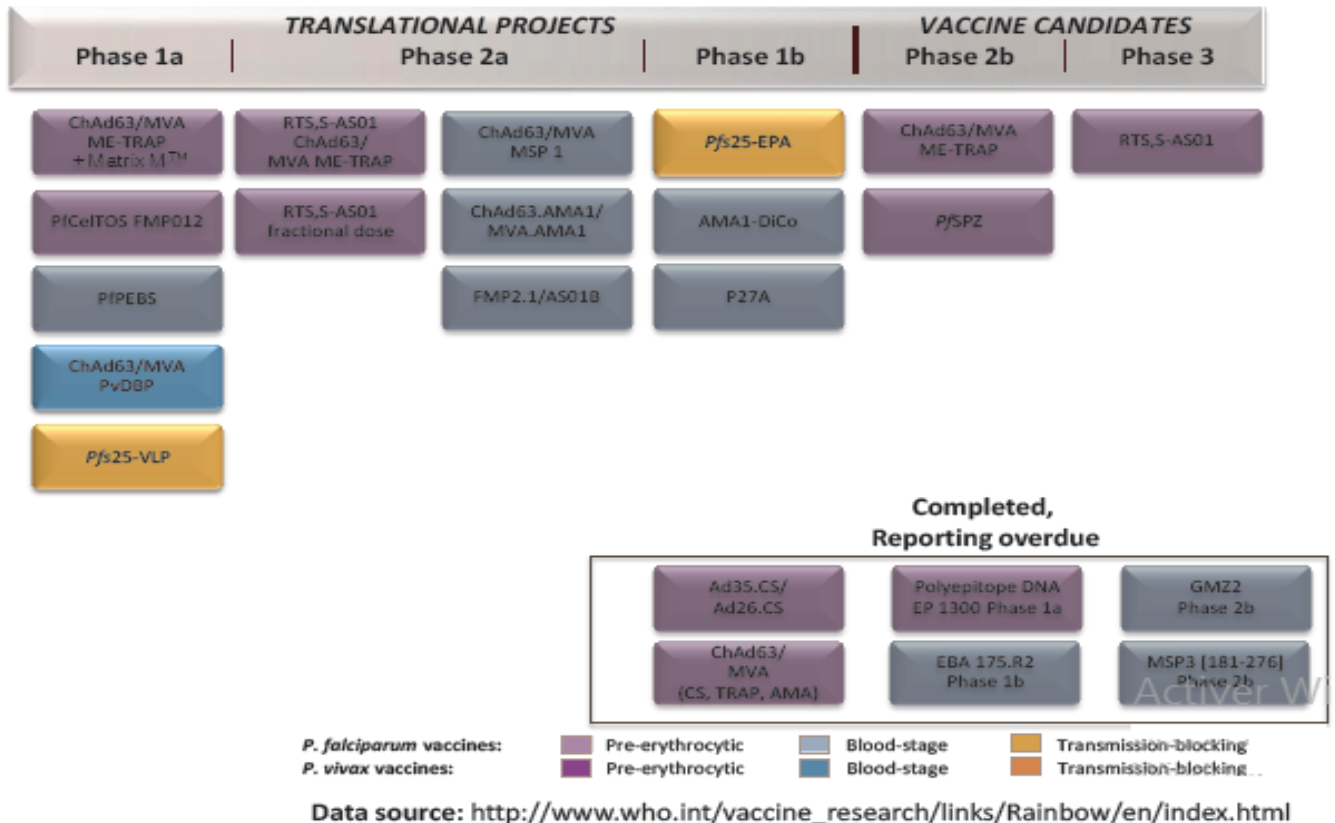 TRANSLATIONAL PROJECTS
VACCINE CANDIDATES
Phase 1a
Phase 2a
Phase 1b
Phase 2b
Phase 3
ChAd63/MVA
ME-TRAP
+ Matrix M™
RTS,S-AS01
ChAd63/
MVA ME-TRAP
ChAd63/MVA
MSP 1
Pfs25-EPA
ChAd63/MVA
ME-TRAP
RTS,S-AS01
PfCelTOS FMP012
RTS,S-AS01
fractional dose
ChAd63.AMA1/
MVA.AMA1
AMA1-DiCo
PfSPZ
PfPEBS
FMP2.1/AS01B
P27A
ChAd63/MVA
PvDBP
Pfs25-VLP
Completed,
Reporting overdue
Ad35.CS/
Ad26.CS
Polyepitope DNA
EP 1300 Phase 1a
GMZ2
Phase 2b
ChAd63/
MVA
(CS, TRAP, AMA)
EBA 175.R2
Phase 1b
MSP3 [181-276]
Phase 2b
Activer Wi
P. falciparum vaccines: Pre-erythrocytic Blood-stage Transmission-blocking
P. vivax vaccines: Pre-erythrocytic Blood-stage Transmission-blocking
Data source: http://www.who.int/vaccine_research/links/Rainbow/en/index.html